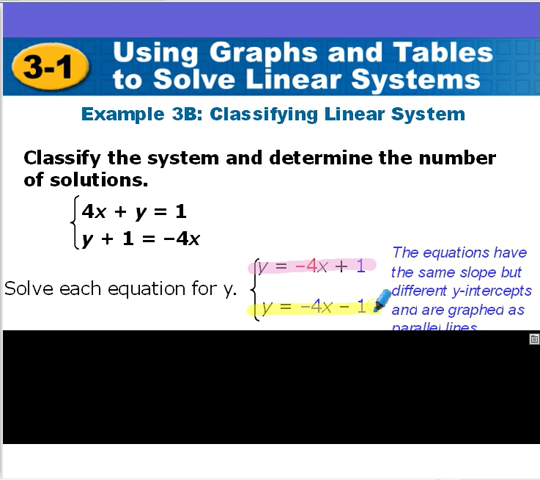 3-1
Using Graphs and Tables
to Solve Linear Systems
Example 3B: Classifying Linear System
Classify the system and determine the number
of solutions.
4x + y = 1
y + 1 = −4x
Solve each equation for y.
y = −4x + 1
y = −4x − 1
The equations have
the same slope but
different y-intercepts
and are graphed as
parallel lines